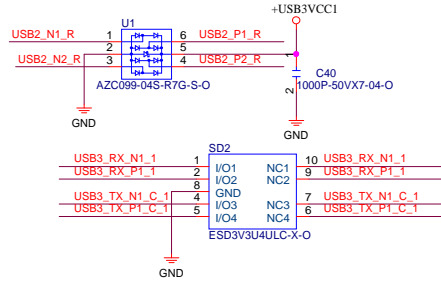 +USB3VCC1
U1
USB2_N1_R 1 6 USB2_P1_R
2 5 1
USB2_N2_R 3 4 USB2_P2_R
AZC099-04S-R7G-S-O
C40
1000P-50VX7-04-O
2
GND
GND
SD2
USB3_RX_N1_1 1 I/O1 NC1 10 USB3_RX_N1_1
USB3_RX_P1_1 2 I/O2 NC2 9 USB3_RX_P1_1
8 GND
USB3_TX_N1_C_1 4 I/O3 NC3 7 USB3_TX_N1_C_1
USB3_TX_P1_C_1 5 I/O4 NC4 6 USB3_TX_P1_C_1
ESD3V3U4ULC-X-O
GND